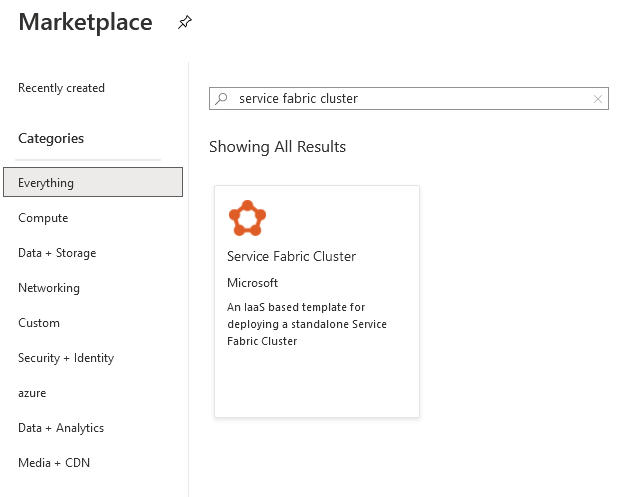 Marketplace
Recently created
Categories
Everything
Compute
Data + Storage
Networking
Custom
Security + Identity
azure
Data + Analytics
Media + CDN
service fabric cluster
Showing All Results
Service Fabric Cluster
Microsoft
An IaaS based template for
deploying a standalone Service
Fabric Cluster